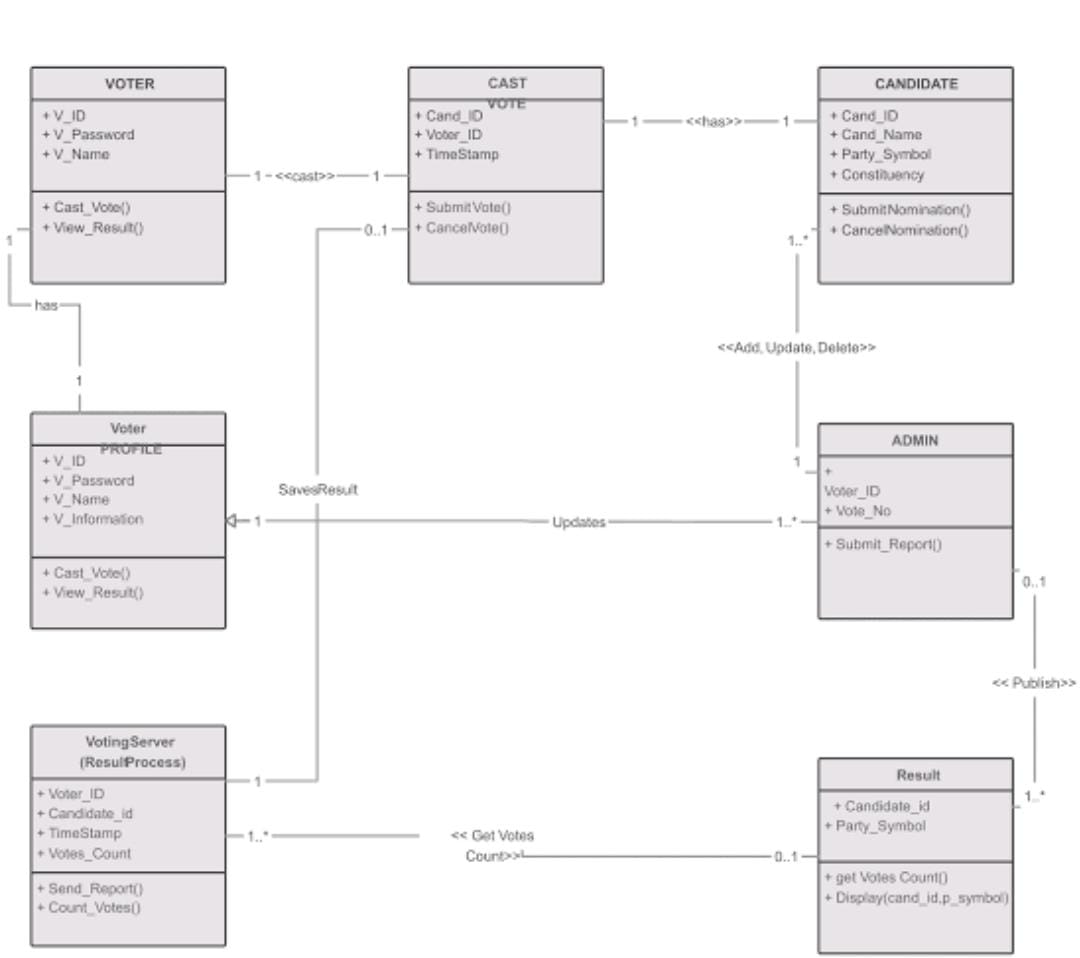 VOTER
+ V_ID
+ V_Password
+ V_Name
+ Cast_Vote()
+ View_Result()
CAST
VOTE
+ Cand_ID
+ Voter_ID
+ TimeStamp
+ SubmitVote()
+ CancelVote()
CANDIDATE
+ Cand_ID
+ Cand_Name
+ Party_Symbol
+ Constituency
+ SubmitNomination()
+ CancelNomination()
1
<<cast>>
1
1
<<has>>
1
0..1
1
has
1
1..*
<<Add, Update, Delete>>
1
Voter
PROFILE
+ V_ID
+ V_Password
+ V_Name
+ V_Information
+ Cast_Vote()
+ View_Result()
SavesResult
1
Updates
1..*
ADMIN
+
Voter_ID
+ Vote_No
+ Submit_Report()
0..1
<< Publish>>
1..*
VotingServer
(ResultProcess)
+ Voter_ID
+ Candidate_id
+ TimeStamp
+ Votes_Count
+ Send_Report()
+ Count_Votes()
1
1..*
<< Get Votes
Count>>
0..1
Result
+ Candidate_id
+ Party_Symbol
+ get Votes Count()
+ Display(cand_id,p_symbol)